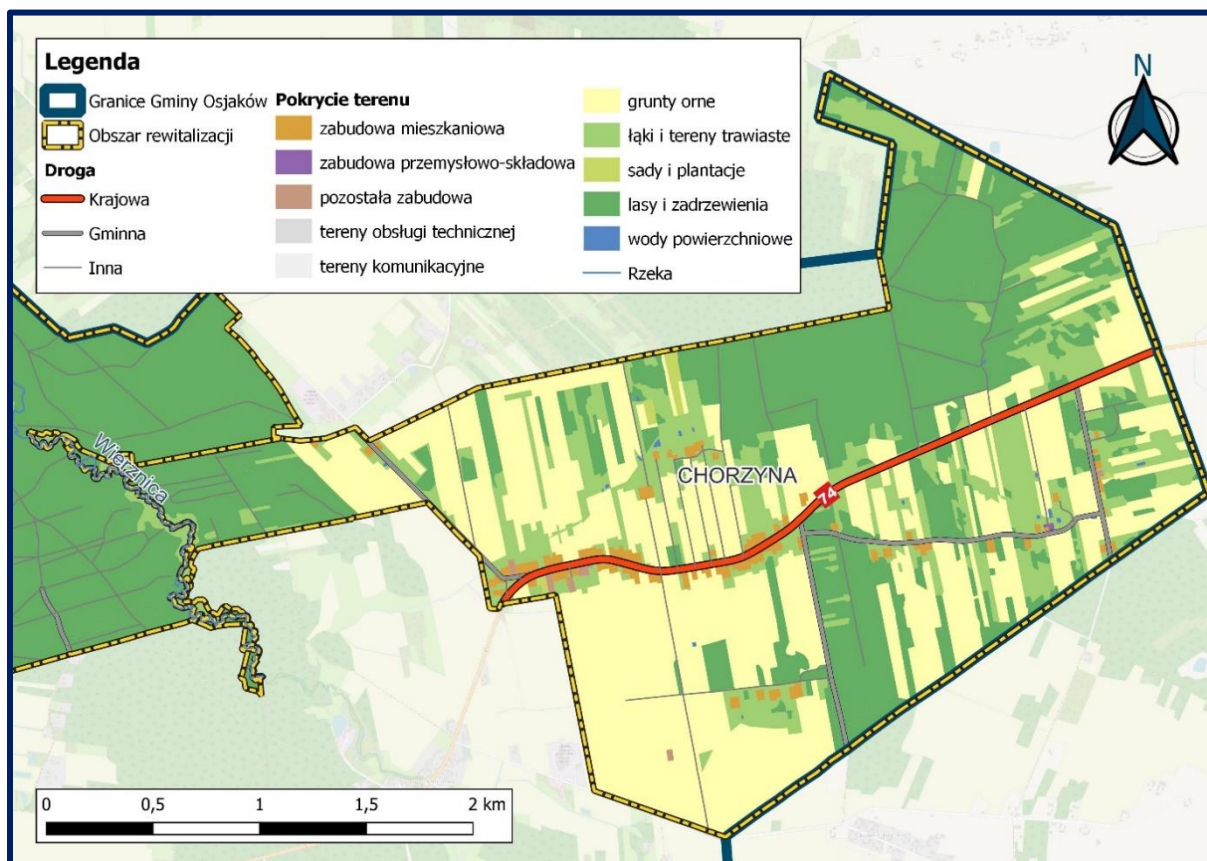 Legenda
Granice Gminy Osjaków
Obszar rewitalizacji
Droga
Krajowa
Gminna
Inna
Pokrycie terenu
zabudowa mieszkaniowa
zabudowa przemysłowo-składowa
pozostała zabudowa
tereny obsługi technicznej
tereny komunikacyjne
grunty orne
łąki i tereny trawiaste
sady i plantacje
lasy i zadrzewienia
wody powierzchniowe
Rzeka
N
Wierznica
CHORZYNA
74
0 0,5 1 1,5 2 km